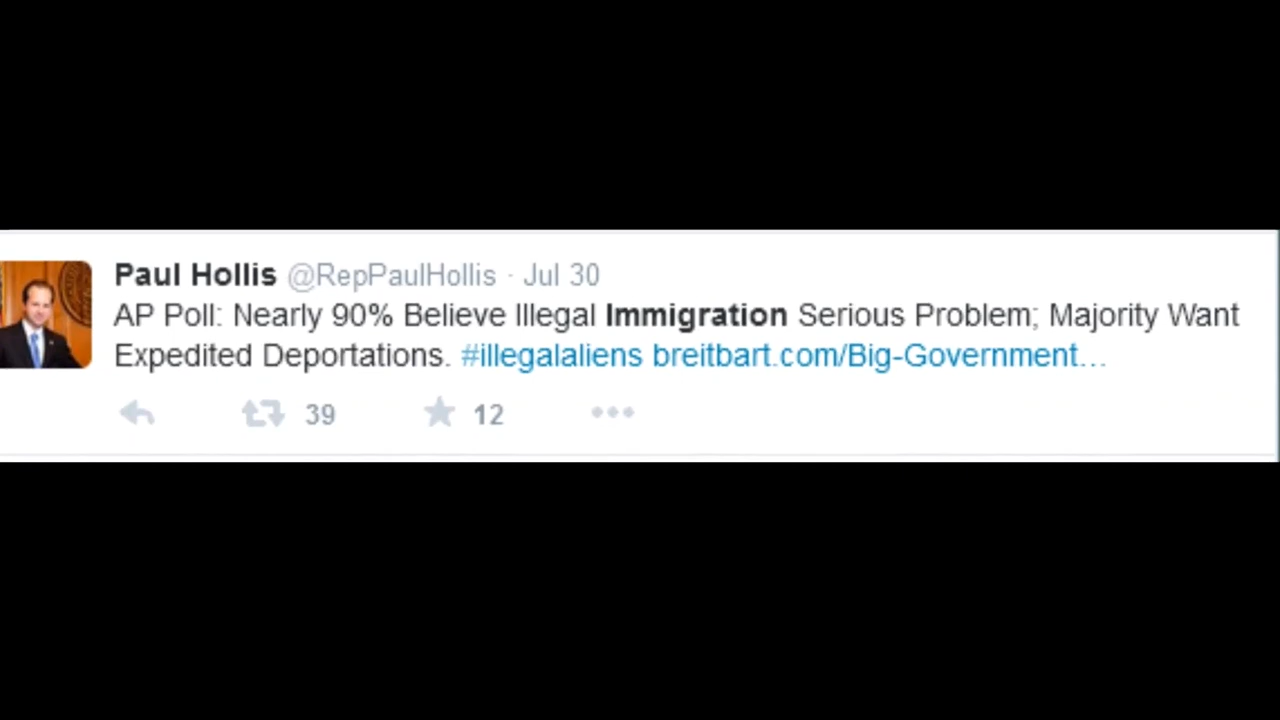 Paul Hollis @RepPaulHollis · Jul 30
AP Poll: Nearly 90% Believe Illegal Immigration Serious Problem; Majority Want
Expedited Deportations. #illegalaliens breitbart.com/Big-Government...
39 12